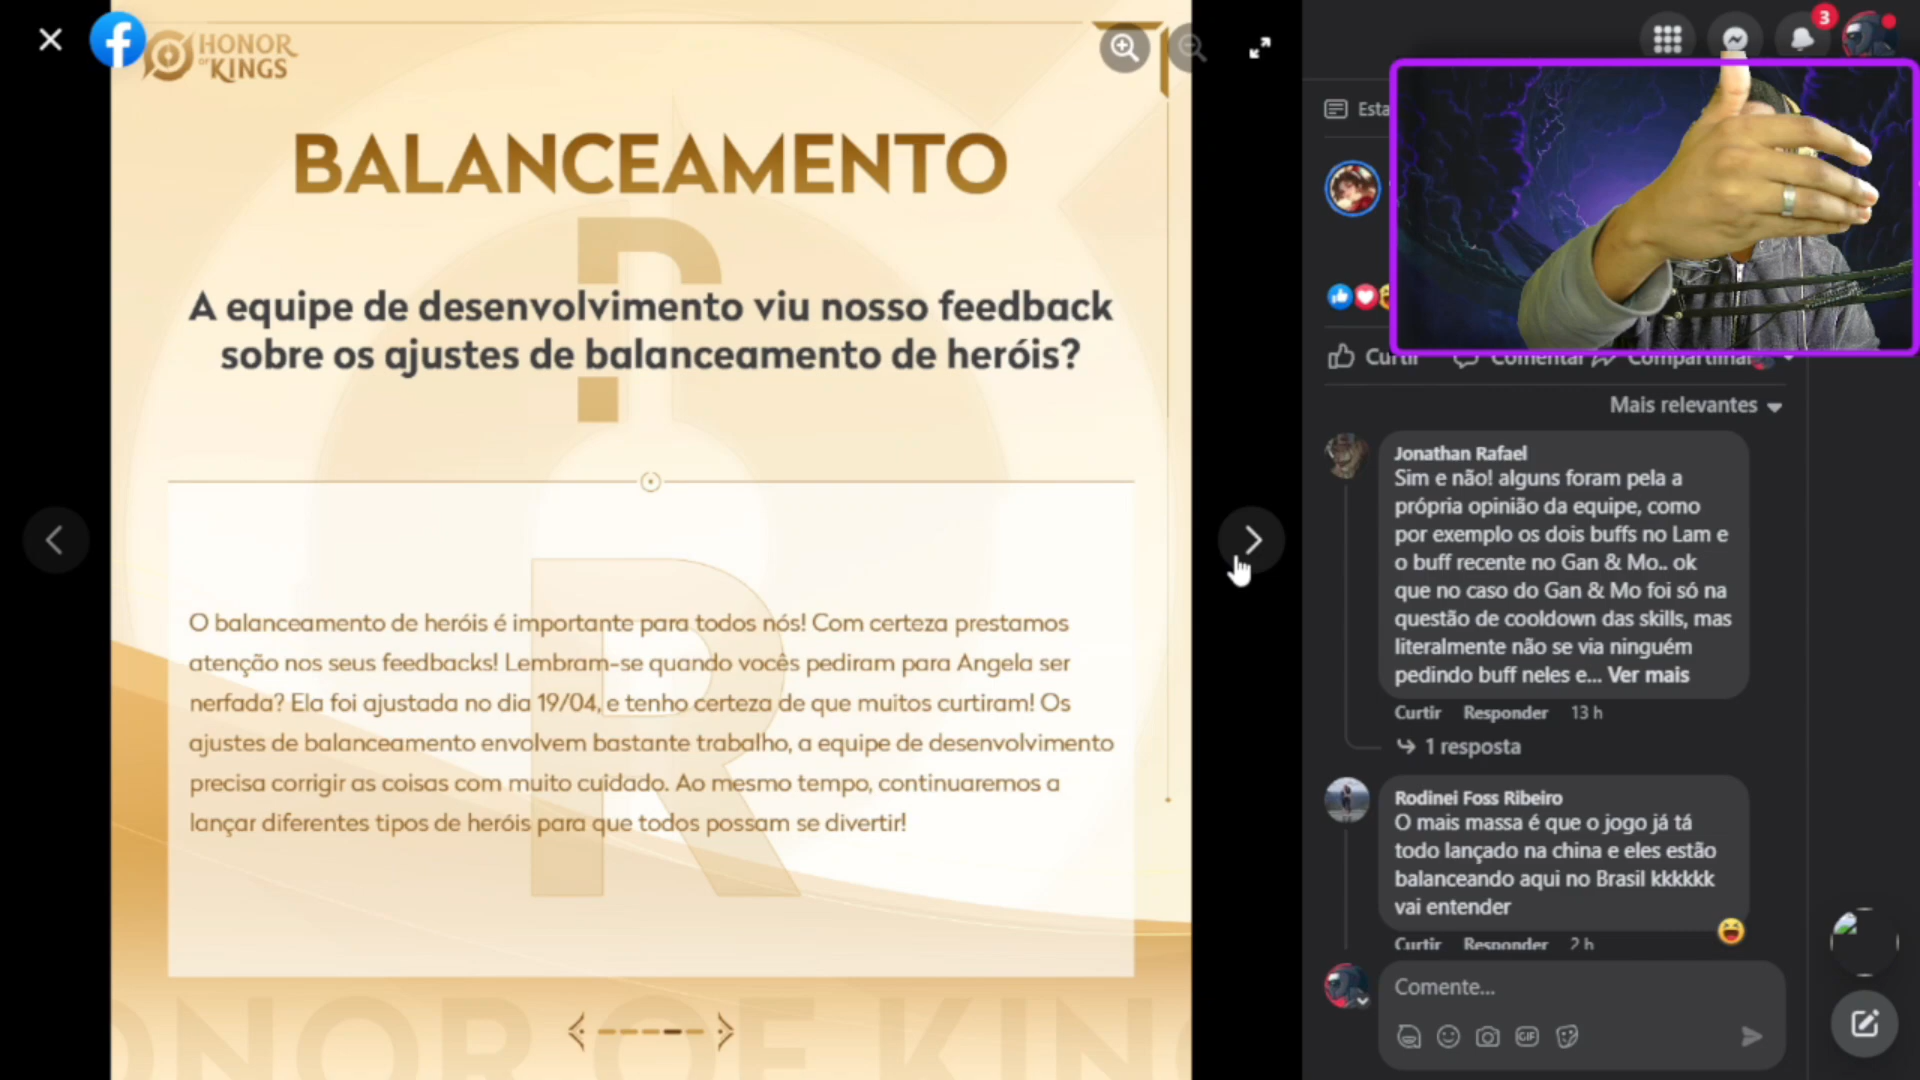 HONOR
OF
KINGS
BALANCEAMENTO
A equipe de desenvolvimento viu nosso feedback
sobre os ajustes de balanceamento de heróis?
O balanceamento de heróis é importante para todos nós! Com certeza prestamos
atenção nos seus feedbacks! Lembram-se quando vocês pediram para Angela ser
nerfada? Ela foi ajustada no dia 19/04, e tenho certeza de que muitos curtiram! Os
ajustes de balanceamento envolvem bastante trabalho, a equipe de desenvolvimento
precisa corrigir as coisas com muito cuidado. Ao mesmo tempo, continuaremos a
lançar diferentes tipos de heróis para que todos possam se divertir!
R
3
Esta
Curtir Comentar Compartilhar
Mais relevantes
Jonathan Rafael
Sim e não! alguns foram pela a
própria opinião da equipe, como
por exemplo os dois buffs no Lam e
o buff recente no Gan & Mo.. ok
que no caso do Gan & Mo foi só na
questão de cooldown das skills, mas
literalmente não se via ninguém
pedindo buff neles e... Ver mais
Curtir Responder 13 h
1 resposta
Rodinei Foss Ribeiro
O mais massa é que o jogo já tá
todo lançado na china e eles estão
balanceando aqui no Brasil kkkkkk
vai entender
Curtir Responder 2 h
Comente...
GIF